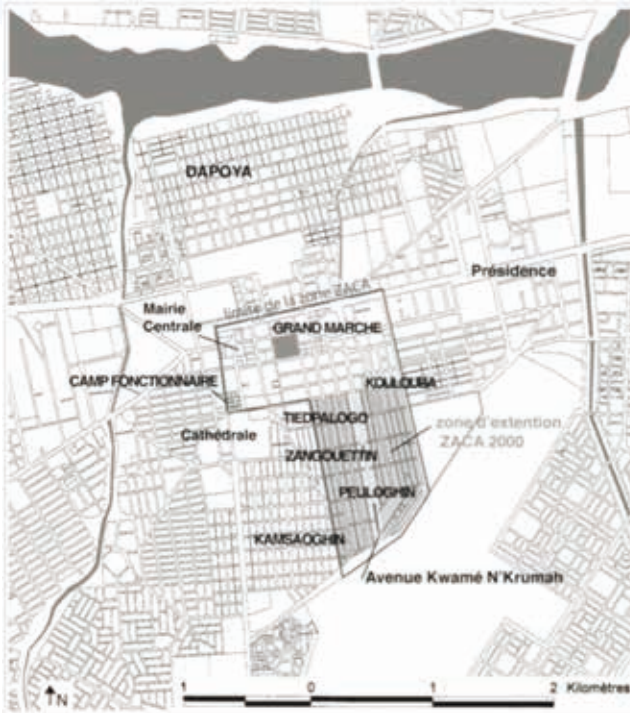 DAPOYA
Présidence
limite de la zone ZACA
Mairie
Centrale
GRAND MARCHE
CAMP FONCTIONNAIRE
KOULOUBA
TIEDPALOGO
Cathédrale
zone d'extention
ZACA 2000
ZANGOUETTIN
PEULOGHIN
KAMSAOGHIN
Avenue Kwamé N'Krumah
N
1 0 1 2 Kilomètres